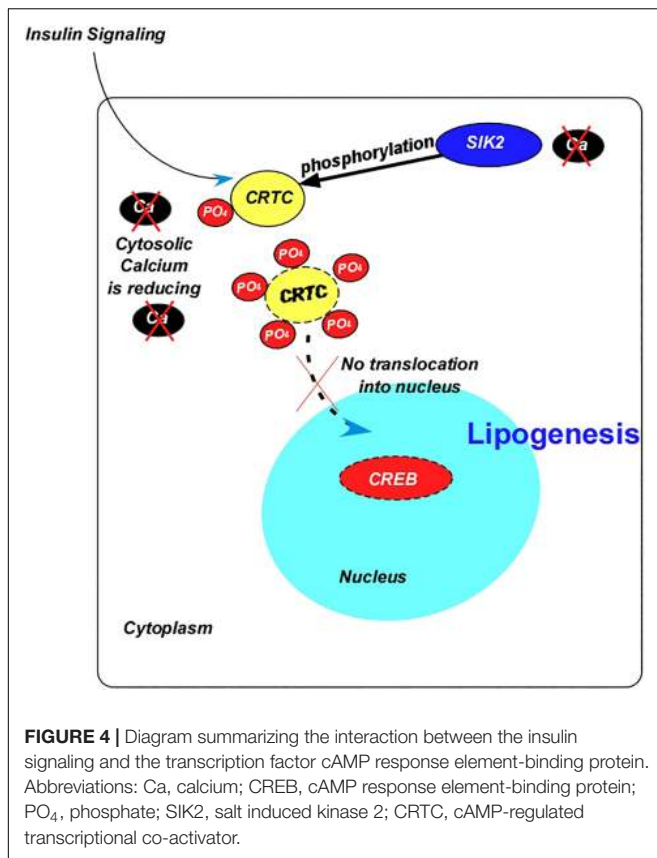 Insulin Signaling
phosphorylation
SIK2
Ca
CRTC
PO₄
Ca
Cytosolic
Calcium
is reducing
Ca
PO₄
PO₄
PO₄
CRTC
PO₄
PO₄
No translocation
into nucleus
Lipogenesis
CREB
Nucleus
Cytoplasm
FIGURE 4 | Diagram summarizing the interaction between the insulin
signaling and the transcription factor cAMP response element-binding protein.
Abbreviations: Ca, calcium; CREB, cAMP response element-binding protein;
PO₄, phosphate; SIK2, salt induced kinase 2; CRTC, cAMP-regulated
transcriptional co-activator.